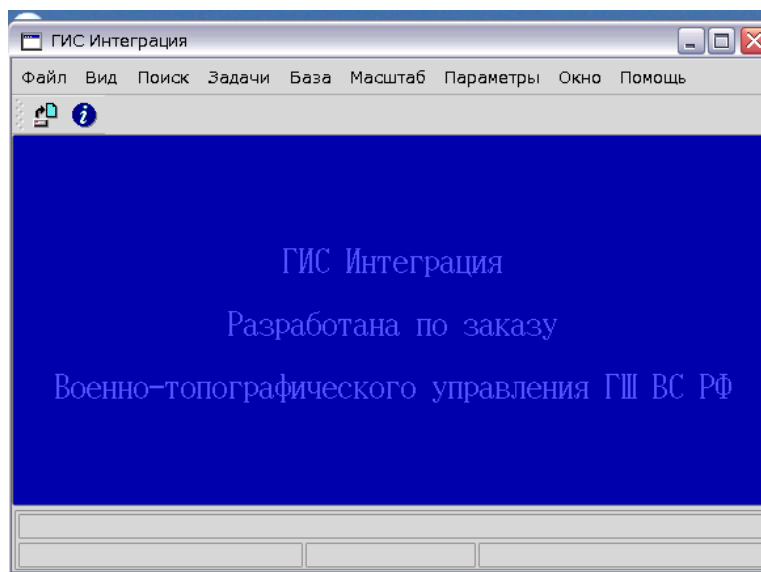 ГИС Интеграция
Файл Вид Поиск Задачи База Масштаб Параметры Окно Помощь
ГИС Интеграция
Разработана по заказу
Военно-топографического управления ГШ ВС РФ